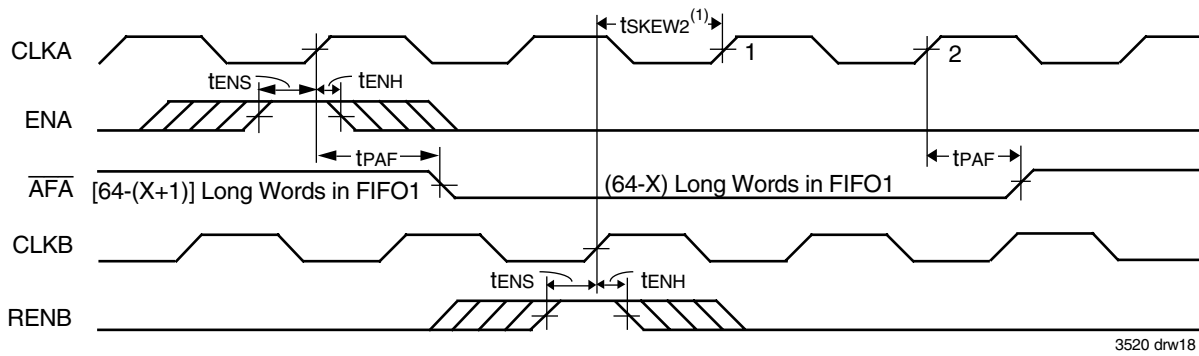 tSKEW2(1)
CLKA
1
2
tENS
tENH
ENA
tPAF
tPAF
AFA
[64-(X+1)] Long Words in FIFO1
(64-X) Long Words in FIFO1
CLKB
tENS
tENH
RENB
3520 drw18